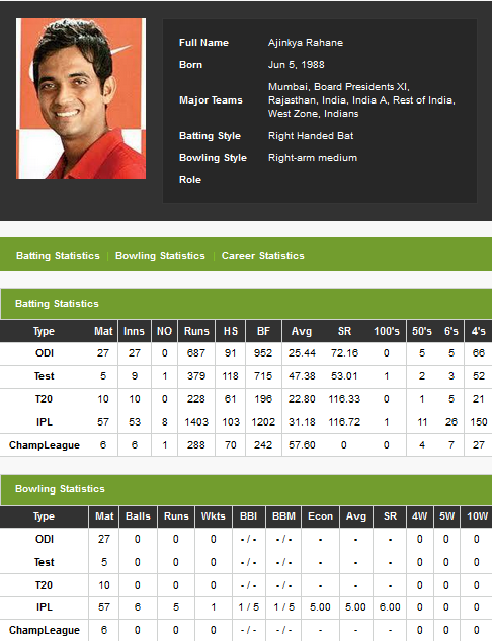 Full Name Ajinkya Rahane
Born Jun 5, 1988
Major Teams Mumbai, Board Presidents XI,
Rajasthan, India, India A, Rest of India,
West Zone, Indians
Batting Style Right Handed Bat
Bowling Style Right-arm medium
Role
Batting Statistics | Bowling Statistics | Career Statistics
Batting Statistics
Type Mat Inns NO Runs HS BF Avg SR 100's 50's 6's 4's
ODI 27 27 0 687 91 952 25.44 72.16 0 5 5 66
Test 5 9 1 379 118 715 47.38 53.01 1 2 3 52
T20 10 10 0 228 61 196 22.80 116.33 0 1 5 21
IPL 57 53 8 1403 103 1202 31.18 116.72 1 11 26 150
ChampLeague 6 6 1 288 70 242 57.60 0 0 4 7 27
Bowling Statistics
Type Mat Balls Runs Wkts BBI BBM Econ Avg SR 4W 5W 10W
ODI 27 0 0 0 - / - - / - - - - 0 0 0
Test 5 0 0 0 - / - - / - - - - 0 0 0
T20 10 0 0 0 - / - - / - - - - 0 0 0
IPL 57 6 5 1 1 / 5 1 / 5 5.00 5.00 6.00 0 0 0
ChampLeague 6 0 0 0 - / - - / - - - - 0 0 0